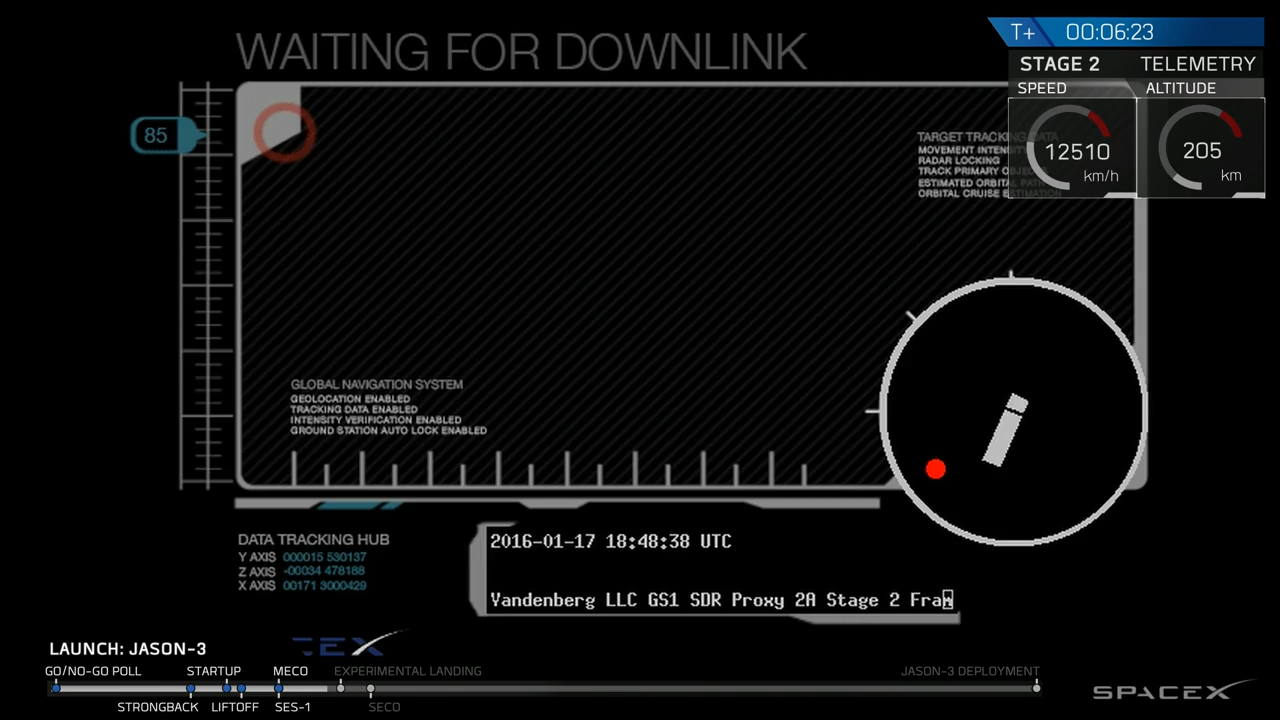 WAITING FOR DOWNLINK
T+ 00:06:23
STAGE 2 TELEMETRY
SPEED ALTITUDE
12510 km/h
205 km
85
TARGET TRACKING DATA
MOVEMENT INTENSITY
RADAR LOCKING
TRACK PRIMARY OBJECTS
ESTIMATED ORBITAL PATH
ORBITAL CRUISE ESTIMATION
GLOBAL NAVIGATION SYSTEM
GEOLOCATION ENABLED
TRACKING DATA ENABLED
INTENSITY VERIFICATION ENABLED
GROUND STATION AUTO LOCK ENABLED
DATA TRACKING HUB
Y AXIS 000015 530137
Z AXIS -00034 478188
X AXIS 00171 3000429
2016-01-17 18:48:38 UTC
Vandenberg LLC GS1 SDR Proxy 2A Stage 2 Fra
LAUNCH: JASON-3
EX
GO/NO-GO POLL STARTUP MECO EXPERIMENTAL LANDING JASON-3 DEPLOYMENT
STRONGBACK LIFTOFF SES-1 SECO
SPACEX